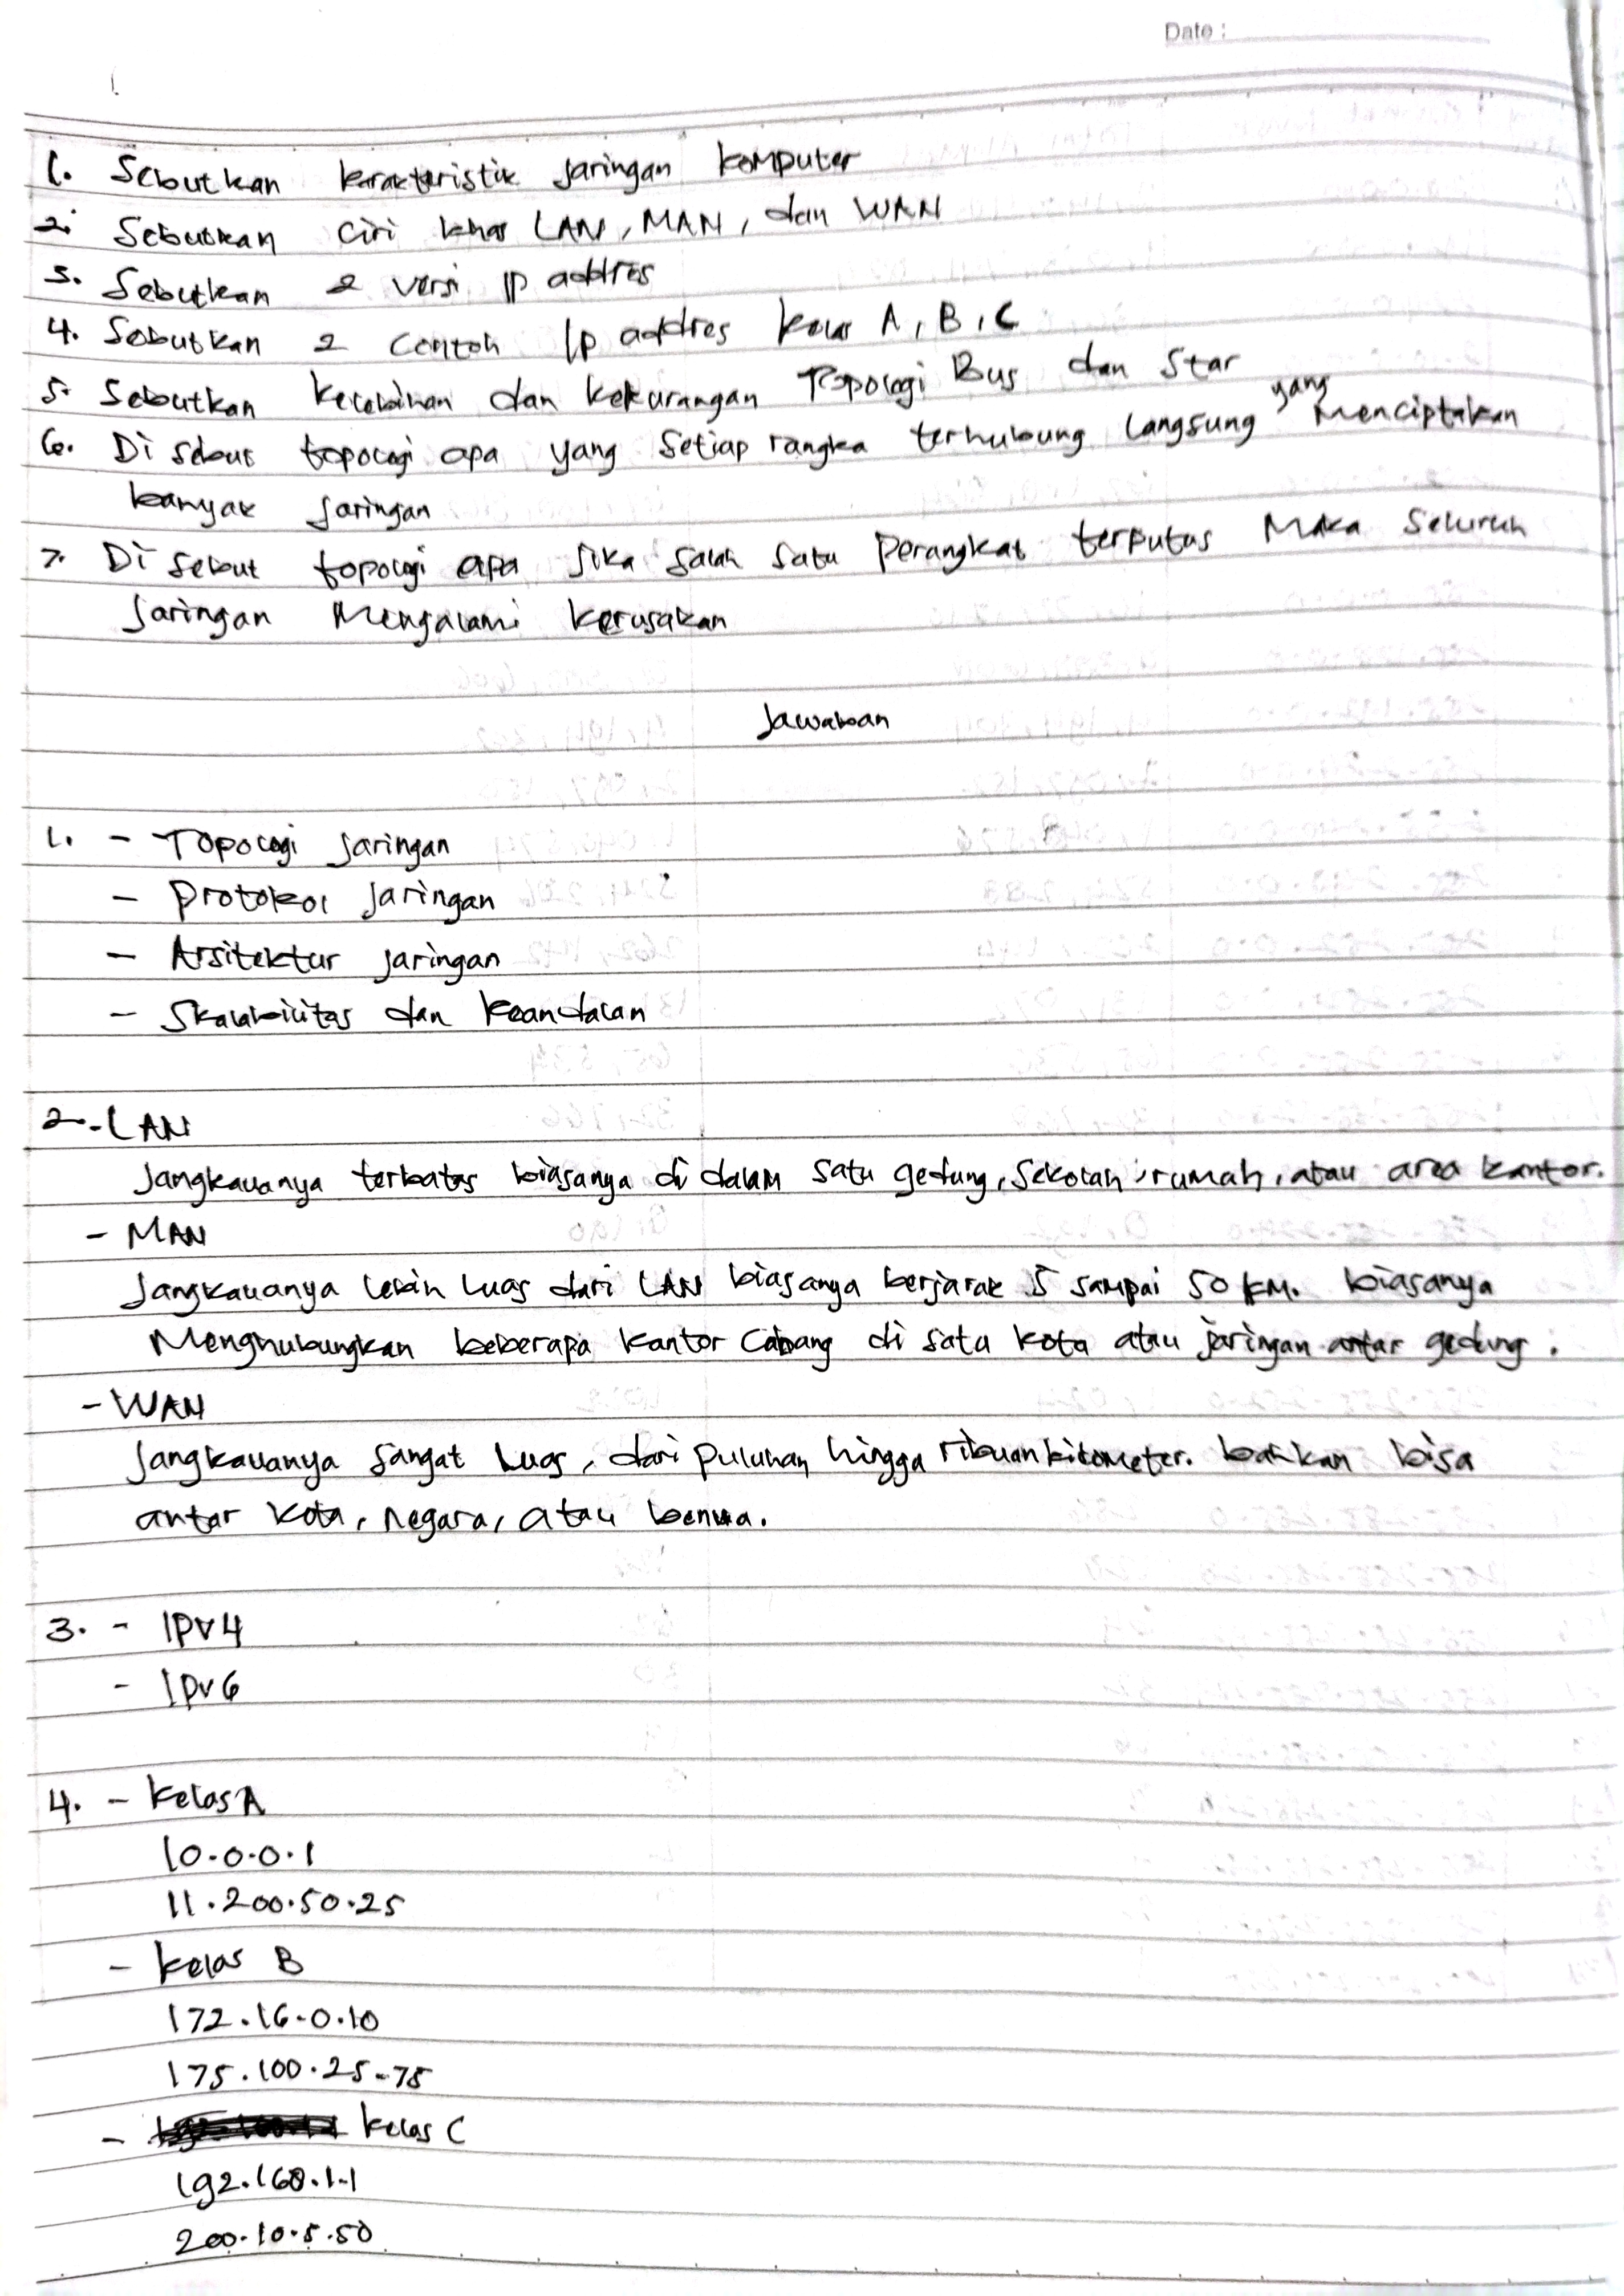 Date :
1. Sebutkan karakteristik jaringan komputer
2. Sebutkan ciri khas LAN, MAN, dan WAN
3. Sebutkan 2 versi IP addres
4. Sebutkan 2 contoh Ip addres kelas A, B, C
5. Sebutkan kelebihan dan kekurangan Topologi Bus dan Star
6. Di sebut topologi apa yang setiap rangka terhubung langsung yang menciptakan
banyak jaringan
7. Di sebut topologi apa jika salah satu perangkat terputus maka seluruh
jaringan mengalami kerusakan
Jawaban
1. - Topologi jaringan
- Protokol jaringan
- Arsitektur jaringan
- Skalabilitas dan keandalan
2. - LAN
Jangkauanya terbatas biasanya di dalam satu gedung, sekolah, rumah, atau area kantor.
- MAN
Jangkauanya lebih luas dari LAN biasanya berjarak 5 sampai 50 KM. biasanya
Menghubungkan beberapa kantor cabang di satu kota atau jaringan antar gedung.
- WAN
Jangkauanya sangat luas, dari puluhan hingga ribuan kilometer. bahkan bisa
antar kota, negara, atau benua.
3. - IPv4
- IPv6
4. - Kelas A
10.0.0.1
11.200.50.25
- Kelas B
172.16.0.10
175.100.25.75
- Kelas C
192.168.1.1
200.10.5.50